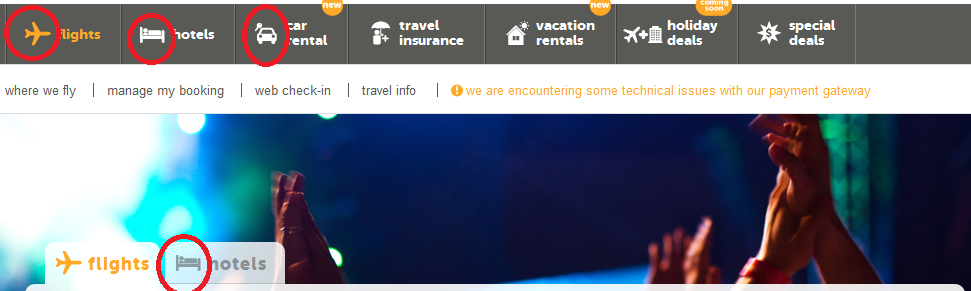 new
new
coming soon
flights
hotels
car rental
travel insurance
vacation rentals
holiday deals
special deals
where we fly
manage my booking
web check-in
travel info
we are encountering some technical issues with our payment gateway
flights
hotels